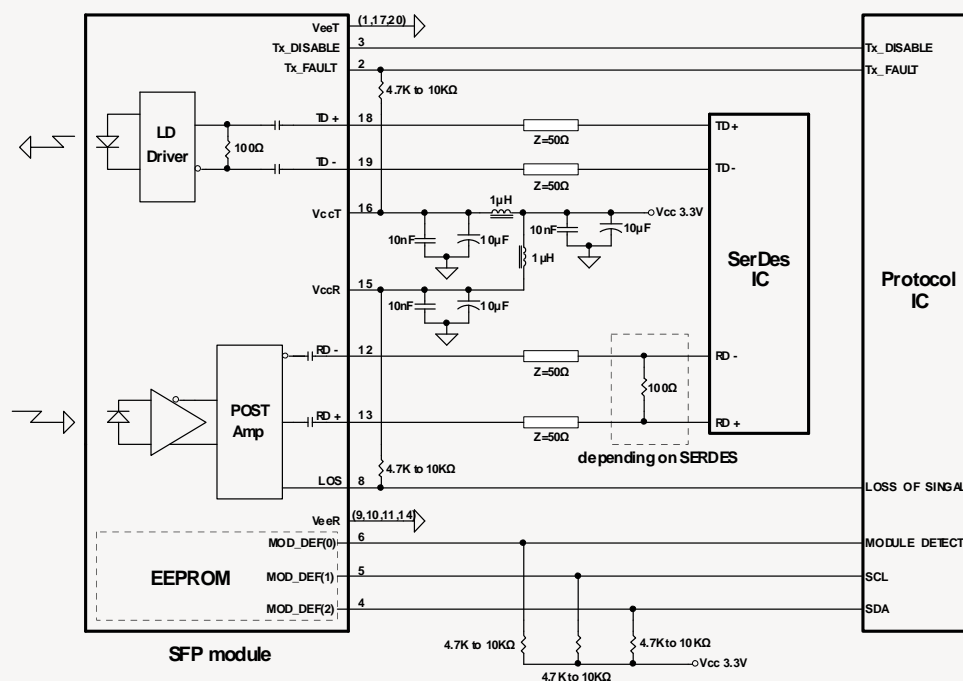 VeeT (1,17,20)
Tx_DISABLE 3 Tx_DISABLE
Tx_FAULT 2 Tx_FAULT
4.7K to 10KΩ
LD
Driver
100Ω
TD+ 18 Z=50Ω TD+
TD- 19 Z=50Ω TD-
1µH
VccT 16 Vcc 3.3V
10nF 10µF 10nF 10µF
1µH
SerDes
IC
Protocol
IC
VccR 15
10nF 10µF
RD - 12 Z=50Ω RD -
POST
Amp
100Ω
RD+ 13 Z=50Ω RD +
depending on SERDES
4.7K to 10KΩ
LOS 8 LOSS OF SINGAL
VeeR (9,10,11,14)
EEPROM
MOD_DEF(0) 6 MODULE DETECT
MOD_DEF(1) 5 SCL
MOD_DEF(2) 4 SDA
4.7K to 10KΩ 4.7K to 10KΩ
4.7K to 10KΩ
Vcc 3.3V
SFP module